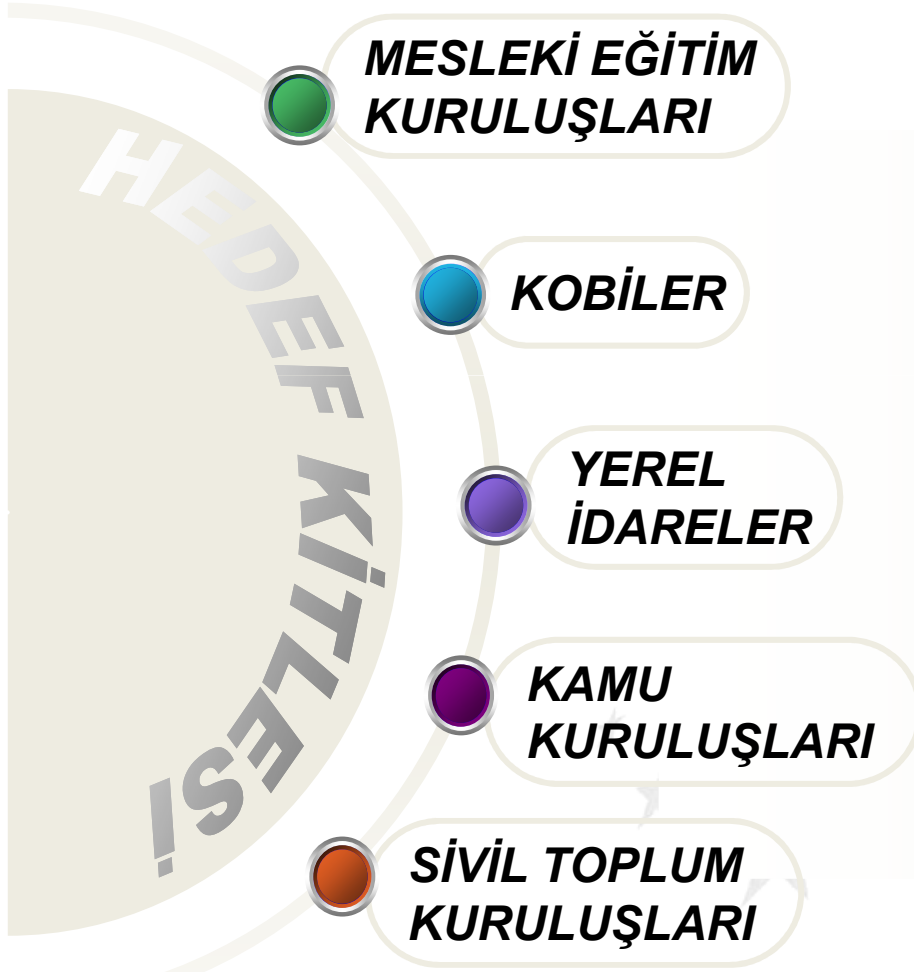 HEDEF KİTLESİ
MESLEKİ EĞİTİM
KURULUŞLARI
KOBİLER
YEREL
İDARELER
KAMU
KURULUŞLARI
SİVİL TOPLUM
KURULUŞLARI